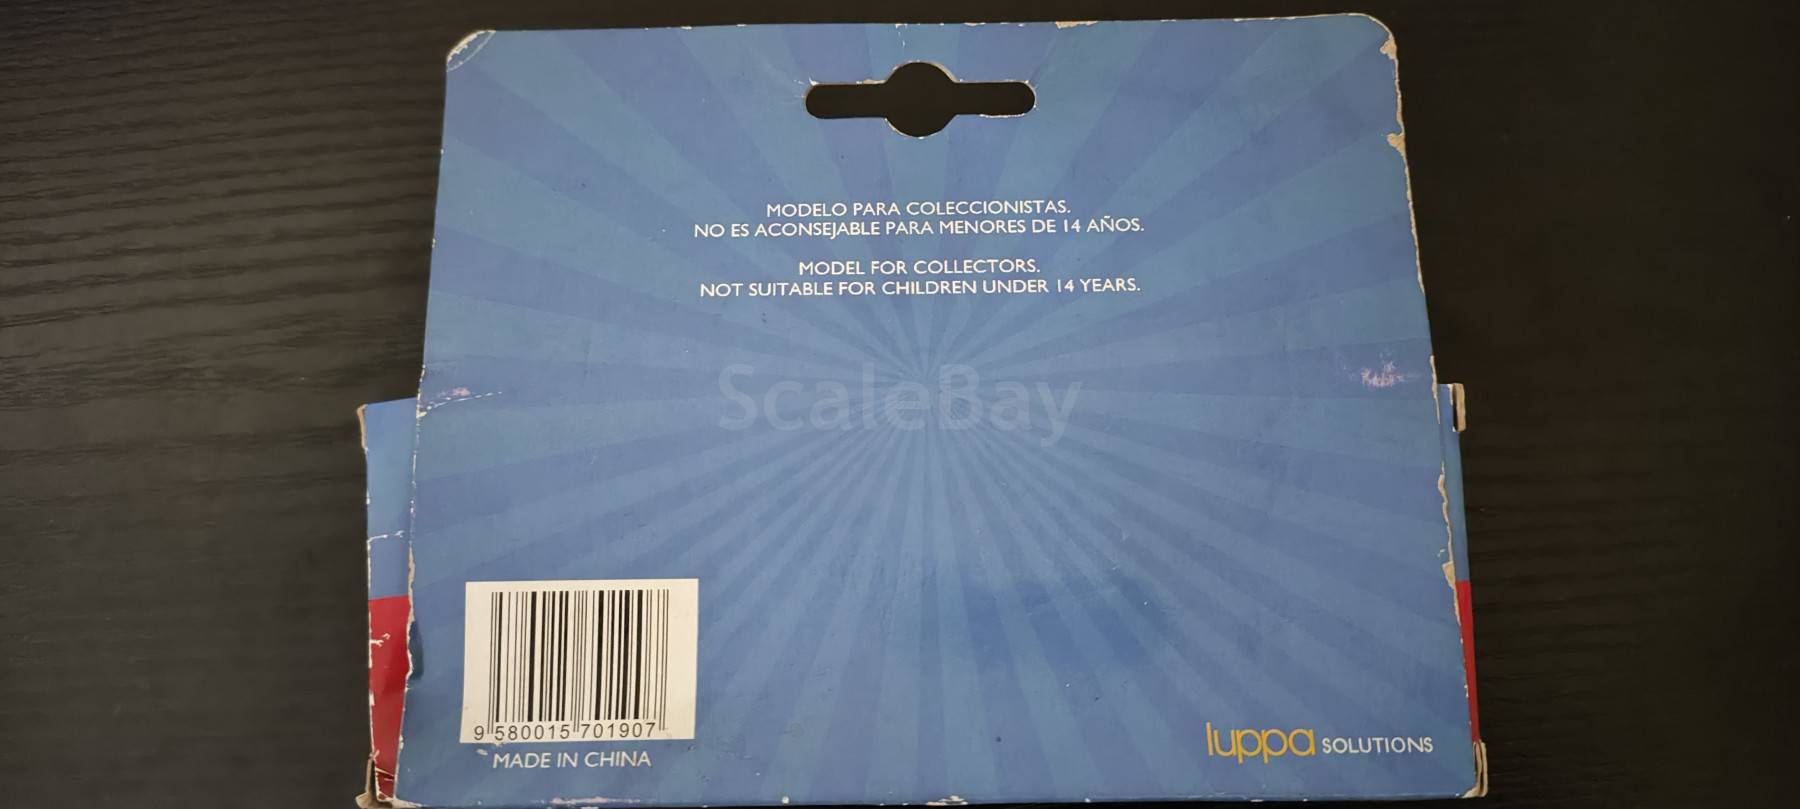 MODELO PARA COLECCIONISTAS.
NO ES ACONSEJABLE PARA MENORES DE 14 AÑOS.
MODEL FOR COLLECTORS.
NOT SUITABLE FOR CHILDREN UNDER 14 YEARS.
ScaleBay
9 580015 701907
MADE IN CHINA
luppa SOLUTIONS